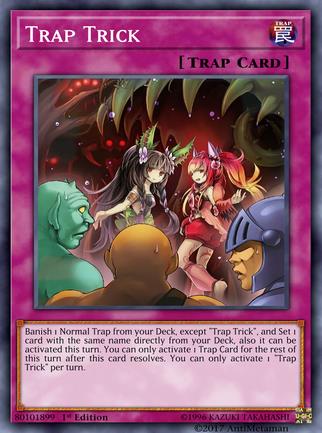 Trap Trick
TRAP
罠
[Trap Card]
Banish 1 Normal Trap from your Deck, except "Trap Trick", and Set 1
card with the same name directly from your Deck, also it can be
activated this turn. You can only activate 1 Trap Card for the rest of
this turn after this card resolves. You can only activate 1 "Trap
Trick" per turn.
80101899 1st Edition ©1996 KAZUKI TAKAHASHI
©2017 AntiMetaman